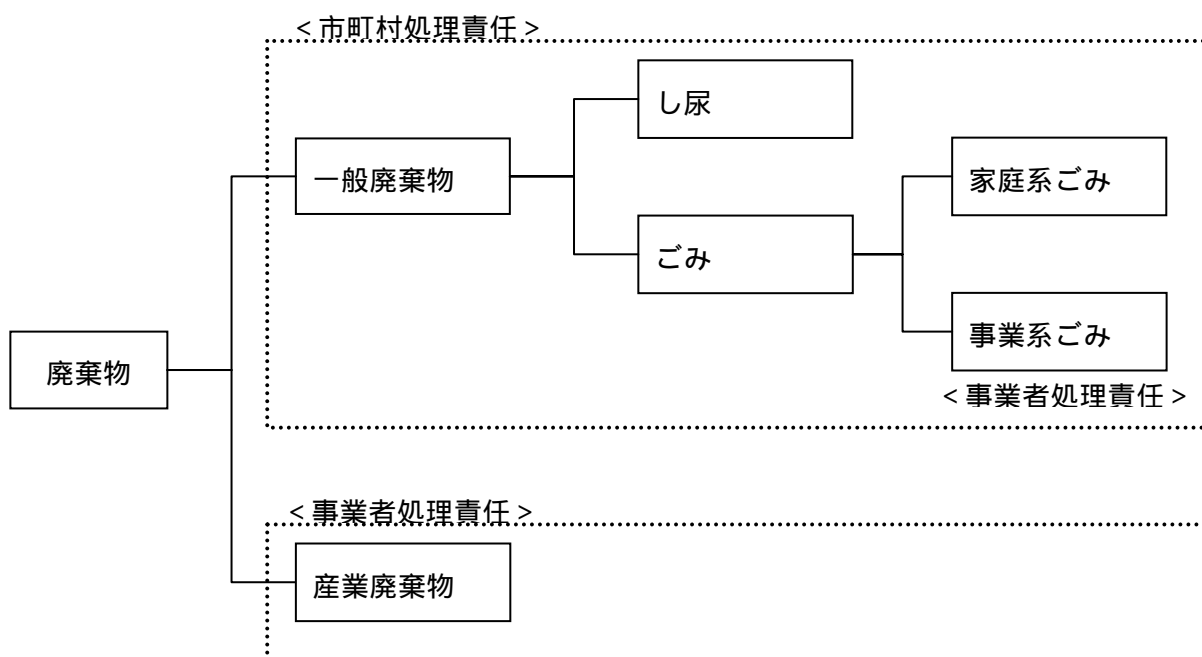 <市町村処理責任>
し尿
一般廃棄物
家庭系ごみ
ごみ
事業系ごみ
廃棄物
<事業者処理責任>
<事業者処理責任>
産業廃棄物